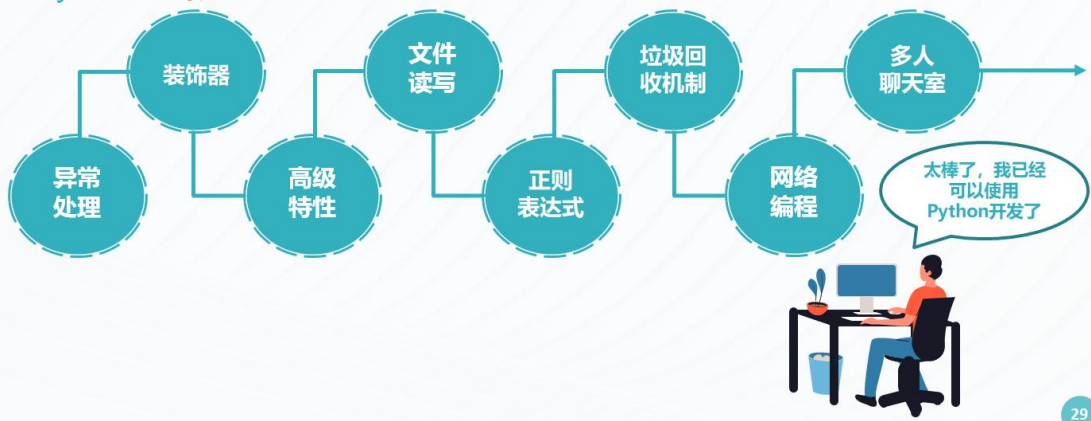 异常
处理
装饰器
高级
特性
文件
读写
正则
表达式
垃圾回
收机制
网络
编程
多人
聊天室
太棒了，我已经
可以使用
Python开发了
29